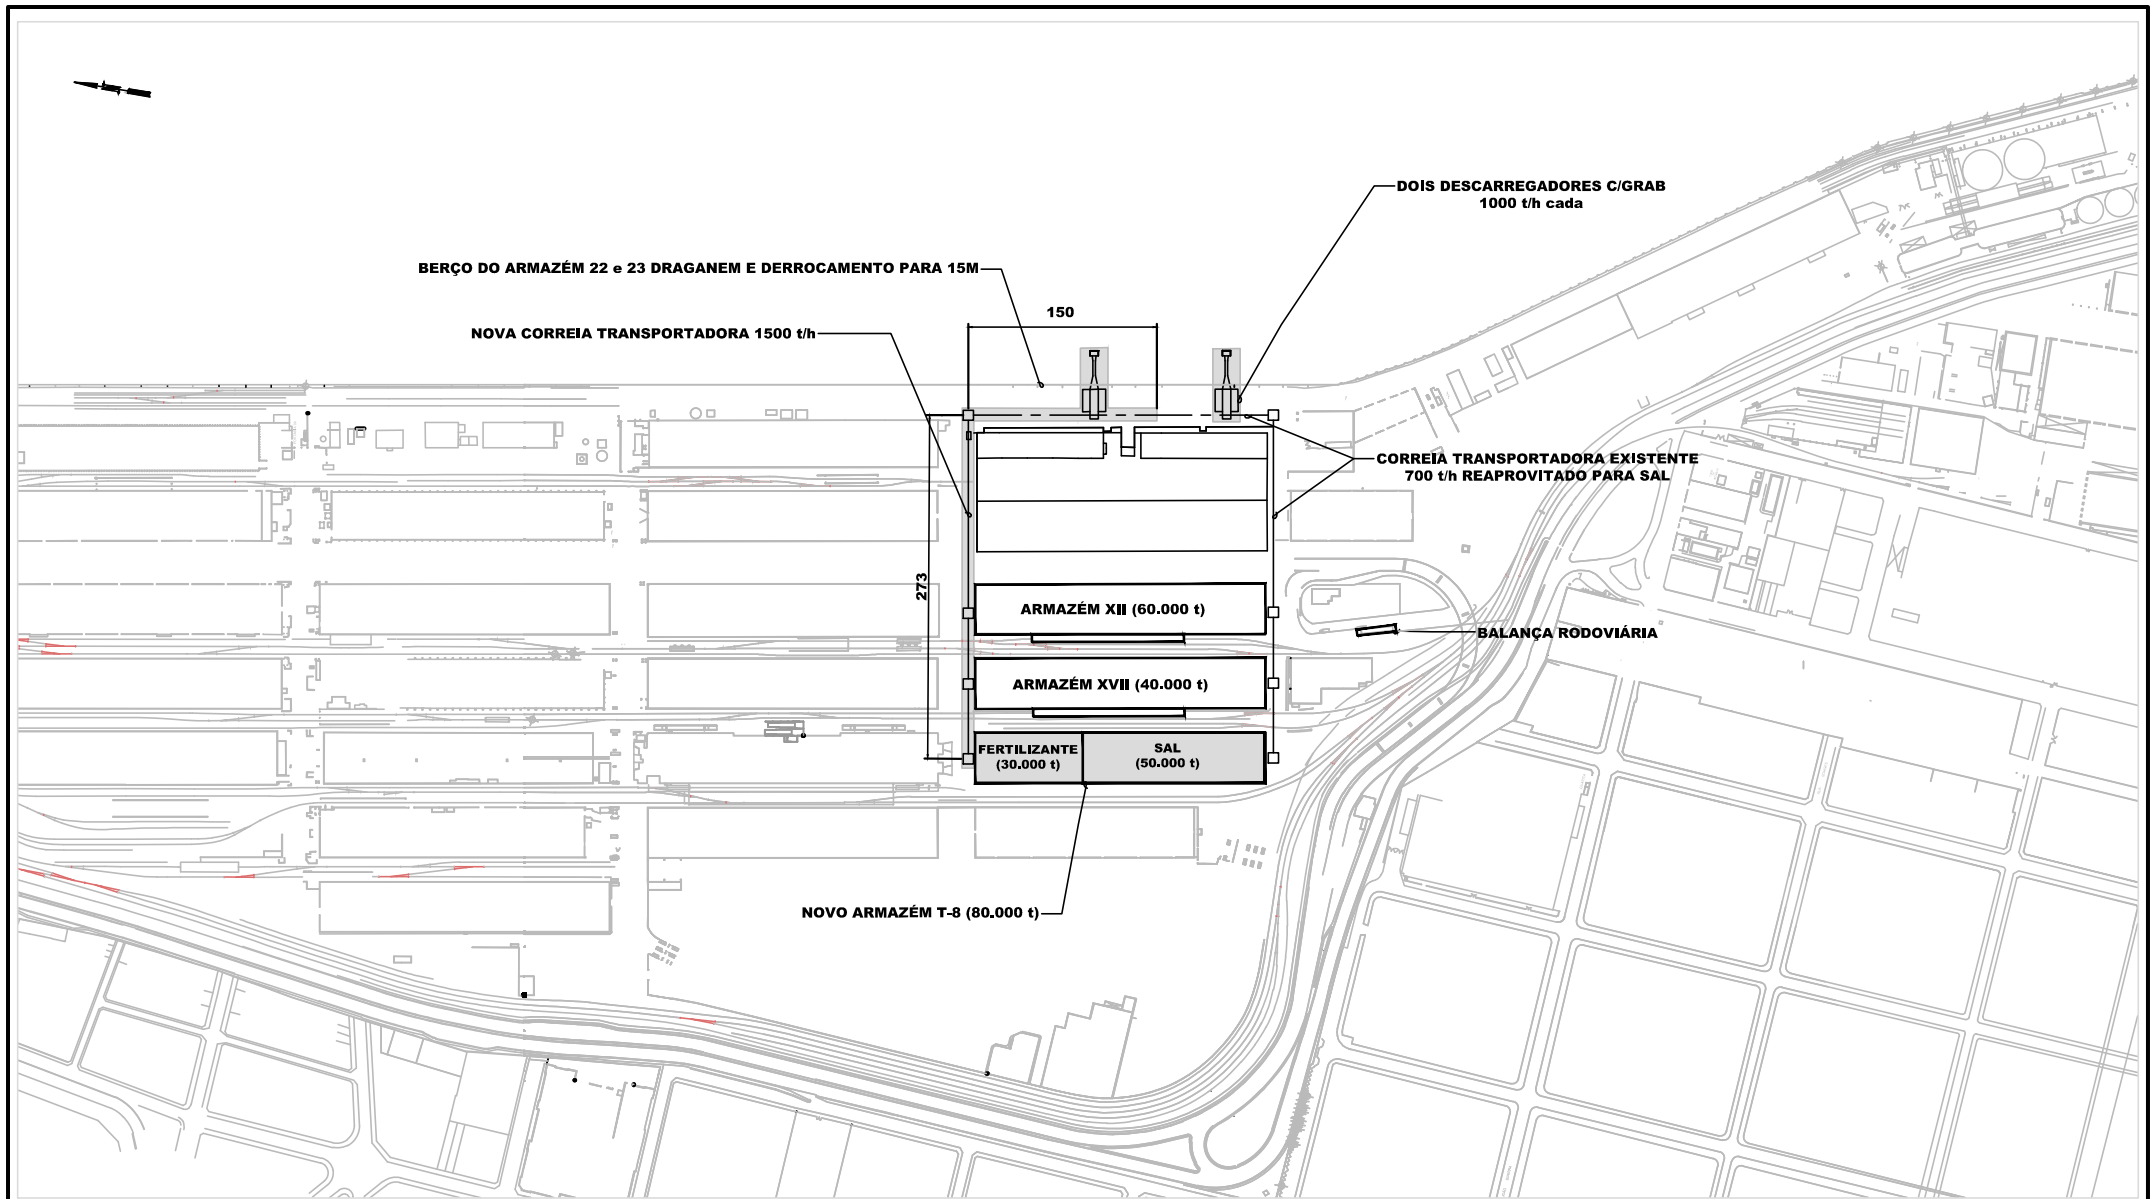 DOIS DESCARREGADORES C/GRAB
1000 t/h cada
BERÇO DO ARMAZÉM 22 e 23 DRAGANEM E DERROCAMENTO PARA 15M
150
NOVA CORREIA TRANSPORTADORA 1500 t/h
CORREIA TRANSPORTADORA EXISTENTE
700 t/h REAPROVITADO PARA SAL
273
ARMAZÉM XII (60.000 t)
BALANÇA RODOVIÁRIA
ARMAZÉM XVII (40.000 t)
FERTILIZANTE
(30.000 t)
SAL
(50.000 t)
NOVO ARMAZÉM T-8 (80.000 t)